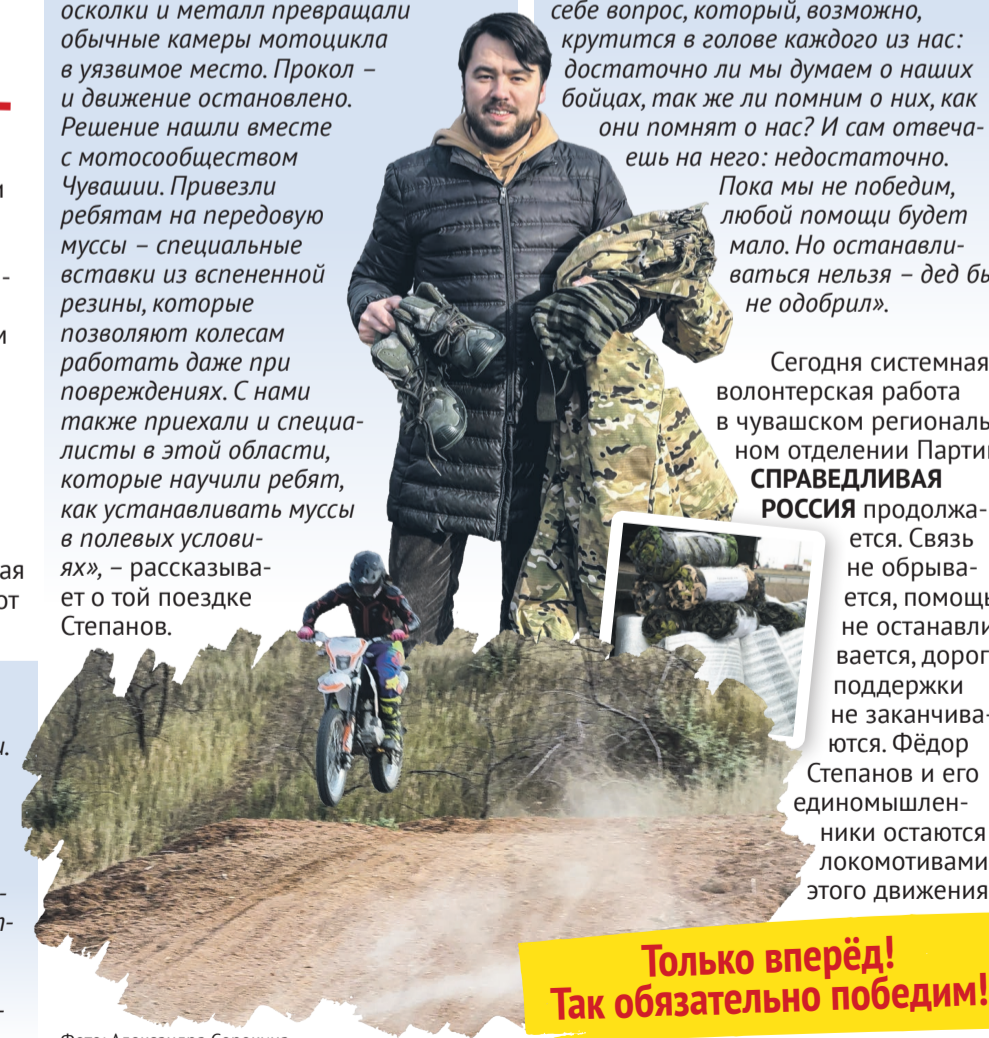 осколки и металл превращали
обычные камеры мотоцикла
в уязвимое место. Прокол –
и движение остановлено.
Решение нашли вместе
с мотосообществом
Чувашии. Привезли
ребятам на передовую
муссы – специальные
вставки из вспененной
резины, которые
позволяют колесам
работать даже при
повреждениях. С нами
также приехали и специа-
листы в этой области,
которые научили ребят,
как устанавливать муссы
в полевых услови-
ях», – рассказыва-
ет о той поездке
Степанов.
себе вопрос, который, возможно,
крутится в голове каждого из нас:
достаточно ли мы думаем о наших
бойцах, так же ли помним о них, как
они помнят о нас? И сам отвеча-
ешь на него: недостаточно.
Пока мы не победим,
любой помощи будет
мало. Но останавли-
ваться нельзя – дед бы
не одобрил».
Сегодня системная
волонтерская работа
в чувашском региональ-
ном отделении Партии
СПРАВЕДЛИВАЯ
РОССИЯ продолжа-
ется. Связь
не обрыва-
ется, помощь
не останавли-
вается, дорог
поддержки
не заканчива-
ются. Фёдор
Степанов и его
единомышлен-
ники остаются
локомотивами
этого движения
Только вперёд!
Так обязательно победим!